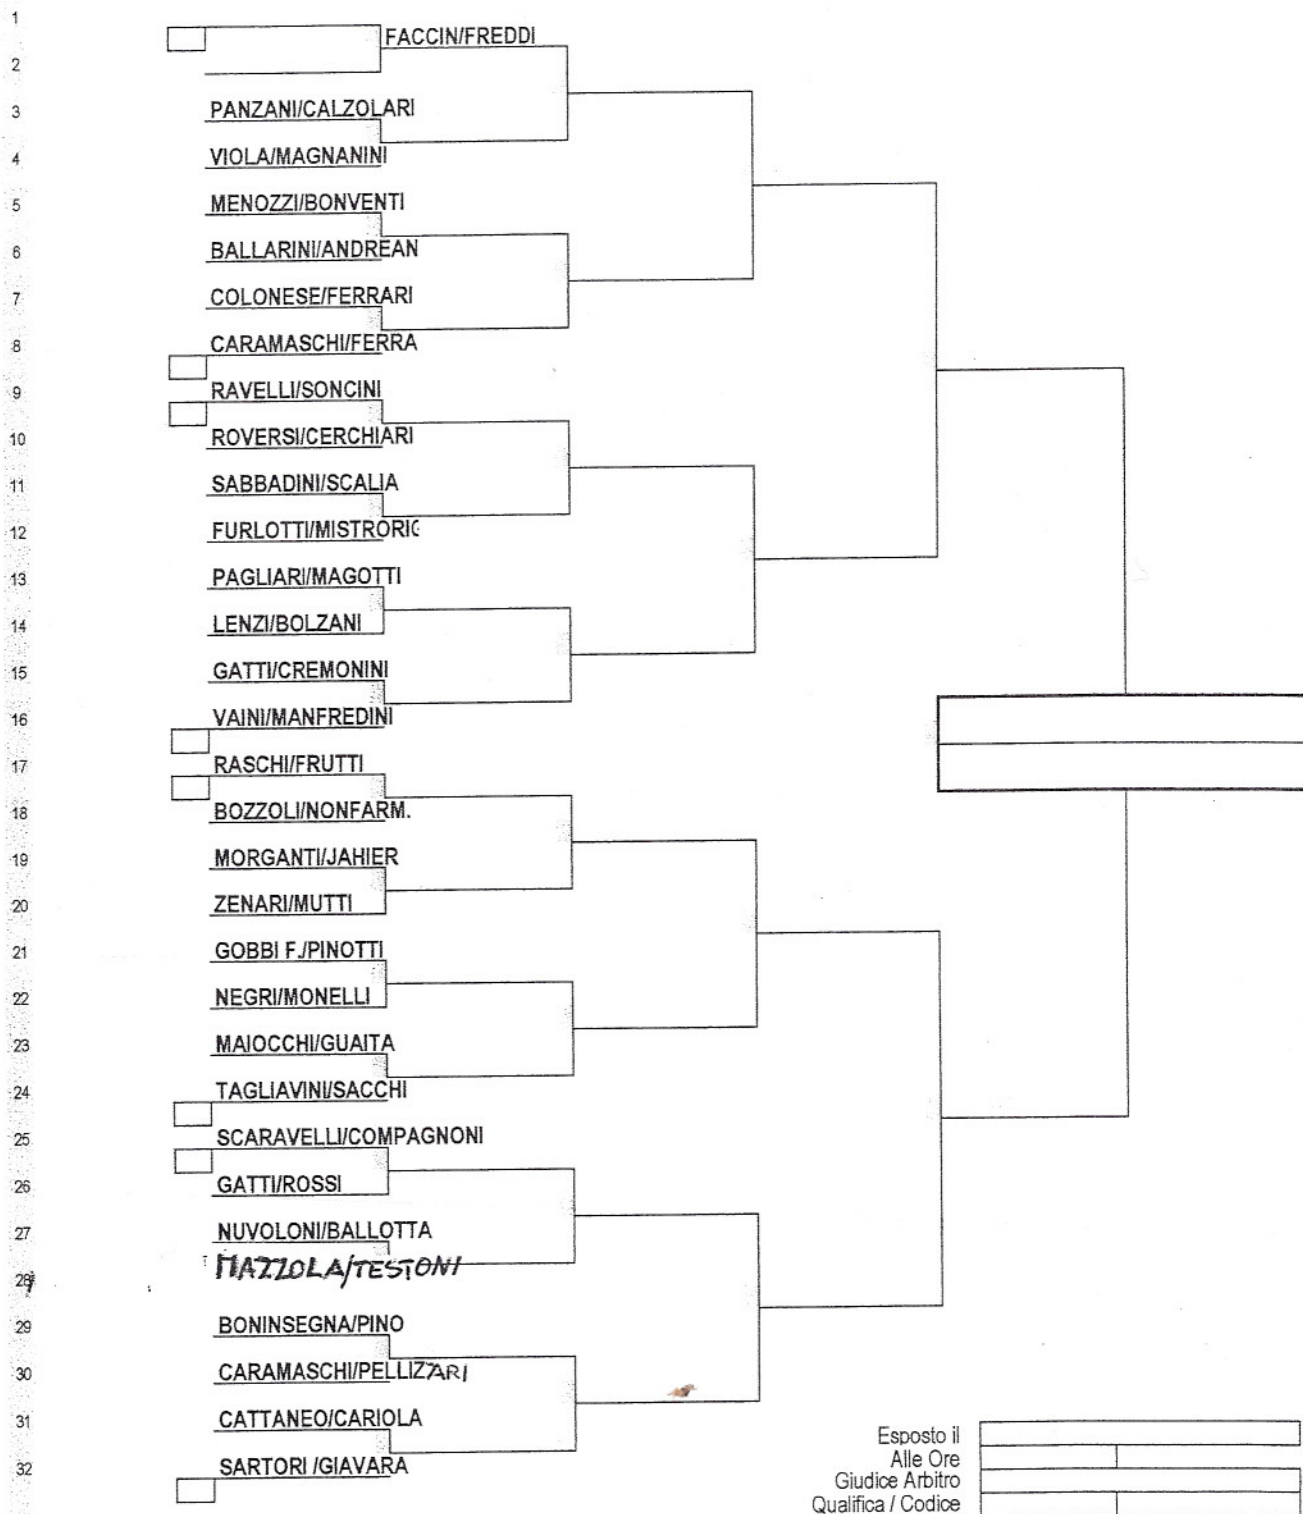 1
FACCIN/FREDDI
2
3 PANZANI/CALZOLARI
4 VIOLA/MAGNANINI
5 MENOZZI/BONVENTI
6 BALLARINI/ANDREAN
7 COLONESE/FERRARI
8 CARAMASCHI/FERRA
9 RAVELLI/SONCINI
10 ROVERSI/CERCHIARI
11 SABBADINI/SCALIA
12 FURLOTTI/MISTRORIG
13 PAGLIARI/MAGOTTI
14 LENZI/BOLZANI
15 GATTI/CREMONINI
16 VAINI/MANFREDINI
17 RASCHI/FRUTTI
18 BOZZOLI/NONFARM.
19 MORGANTI/JAHIER
20 ZENARI/MUTTI
21 GOBBI F./PINOTTI
22 NEGRI/MONELLI
23 MAIOCCHI/GUAITA
24 TAGLIAVINI/SACCHI
25 SCARAVELLI/COMPAGNONI
26 GATTI/ROSSI
27 NUVOLONI/BALLOTTA
28 MAZZOLA/TESTONI
29 BONINSEGNA/PINO
30 CARAMASCHI/PELLIZZARI
31 CATTANEO/CARIOLA
32 SARTORI /GIAVARA
Esposto il
Alle Ore
Giudice Arbitro
Qualifica / Codice